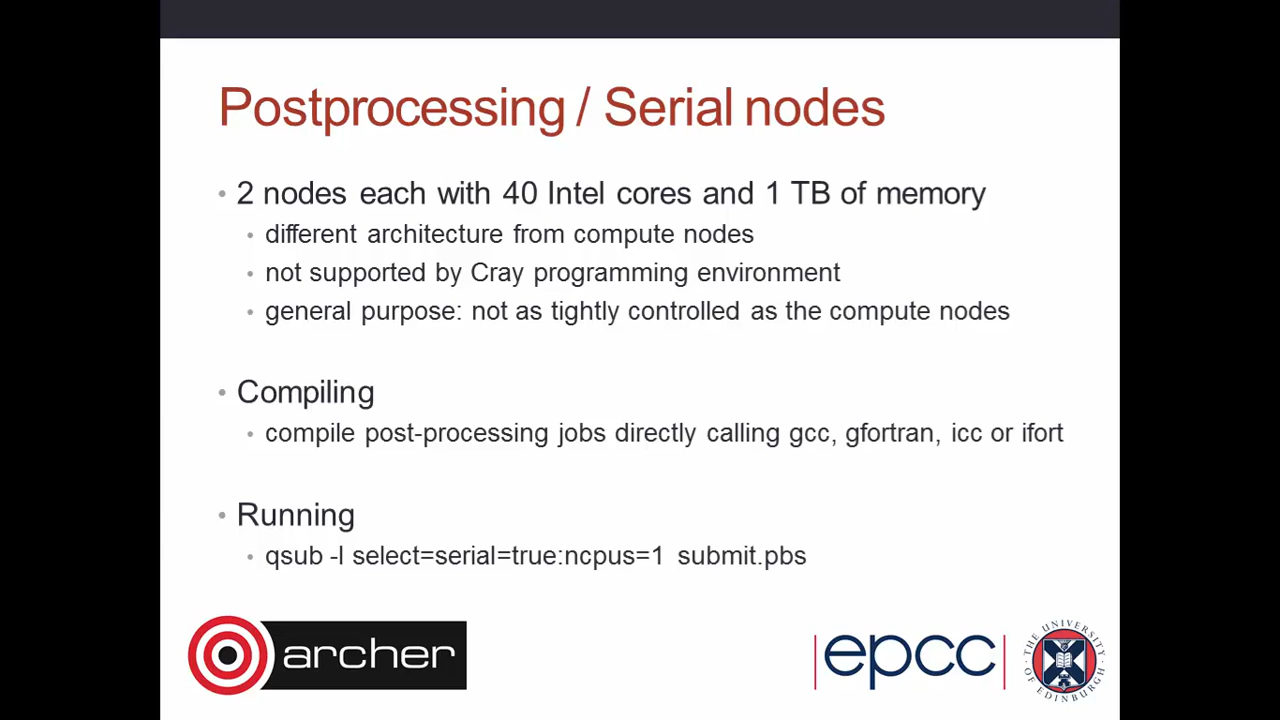 Postprocessing / Serial nodes
• 2 nodes each with 40 Intel cores and 1 TB of memory
• different architecture from compute nodes
• not supported by Cray programming environment
• general purpose: not as tightly controlled as the compute nodes
• Compiling
• compile post-processing jobs directly calling gcc, gfortran, icc or ifort
• Running
• qsub -l select=serial=true:ncpus=1 submit.pbs
archer
epcc
THE UNIVERSITY OF EDINBURGH